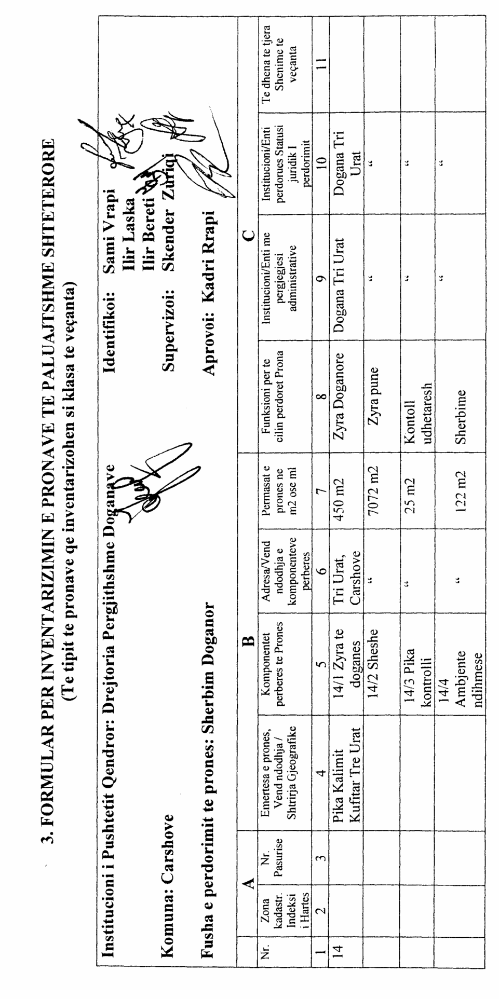 3. FORMULAR PER INVENTARIZIMIN E PRONAVE TE PALUAJTSHME SHTETERORE
(Te tipit te pronave qe inventarizohen si klasa te veçanta)
Institucioni i Pushtetit Qendror: Drejtoria Pergjithshme Doganave
Identifikoi: Sami Vrapi
Ilir Laska
Ilir Bereti
Komuna: Carshove
Supervizoi: Skender Zuriqi
Fusha e perdorimit te prones: Sherbim Doganor
Aprovoi: Kadri Rrapi
A B C
Nr.
Zona
kadastr.
Indeksi
i Hartes
Nr.
Pasurise
Emertesa e prones,
Vend ndodhja /
Shtrirja Gjeografike
Komponentet
perberes te Prones
Adresa/Vend
ndodhja e
komponenteve
perberes
Permasat e
prones ne
m2 ose ml
Funksioni per te
cilin perdoret Prona
Institucioni/Enti me
pergjegjesi
administrative
Institucioni/Enti
perdorues Statusi
juridik I
perdorimit
Te dhena te tjera
Shenime te
veçanta
1 2 3 4 5 6 7 8 9 10 11
14
Pika Kalimit
Kufitar Tre Urat
14/1 Zyra te
doganes
Tri Urat,
Carshove
450 m2
Zyra Doganore
Dogana Tri Urat
Dogana Tri
Urat
14/2 Sheshe “ 7072 m2 Zyra pune “ “
14/3 Pika
kontrolli
“
25 m2
Kontoll
udhetaresh
“
“
14/4
Ambjente
ndihmese
“
122 m2
Sherbime
“
“